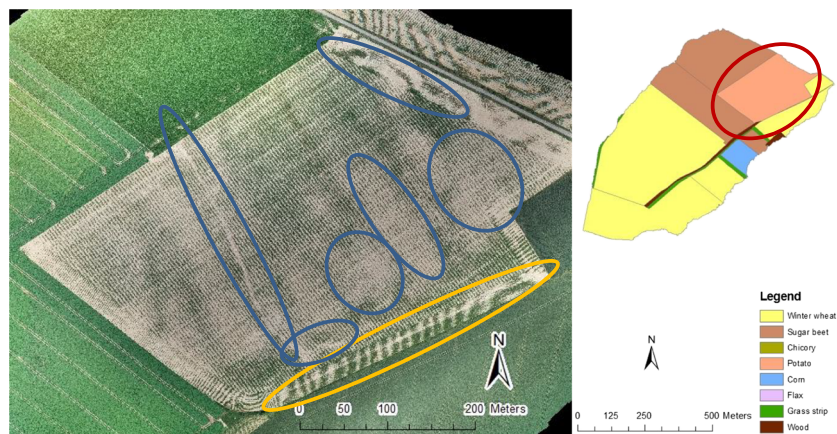 N
0 50 100 200 Meters
N
0 125 250 500 Meters
Legend
Winter wheat
Sugar beet
Chicory
Potato
Corn
Flax
Grass strip
Wood